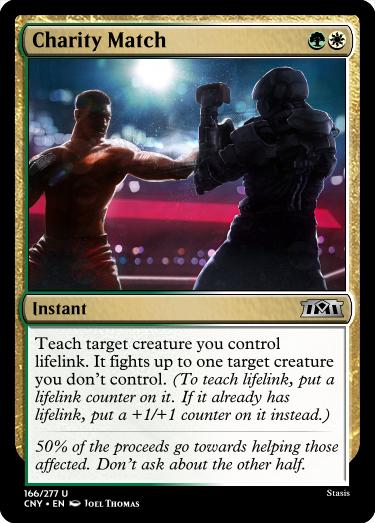 Charity Match
Instant
Teach target creature you control
lifelink. It fights up to one target creature
you don't control. (To teach lifelink, put a
lifelink counter on it. If it already has
lifelink, put a +1/+1 counter on it instead.)
50% of the proceeds go towards helping those
affected. Don't ask about the other half.
166/277 U
CNY • EN Joel Thomas
Stasis